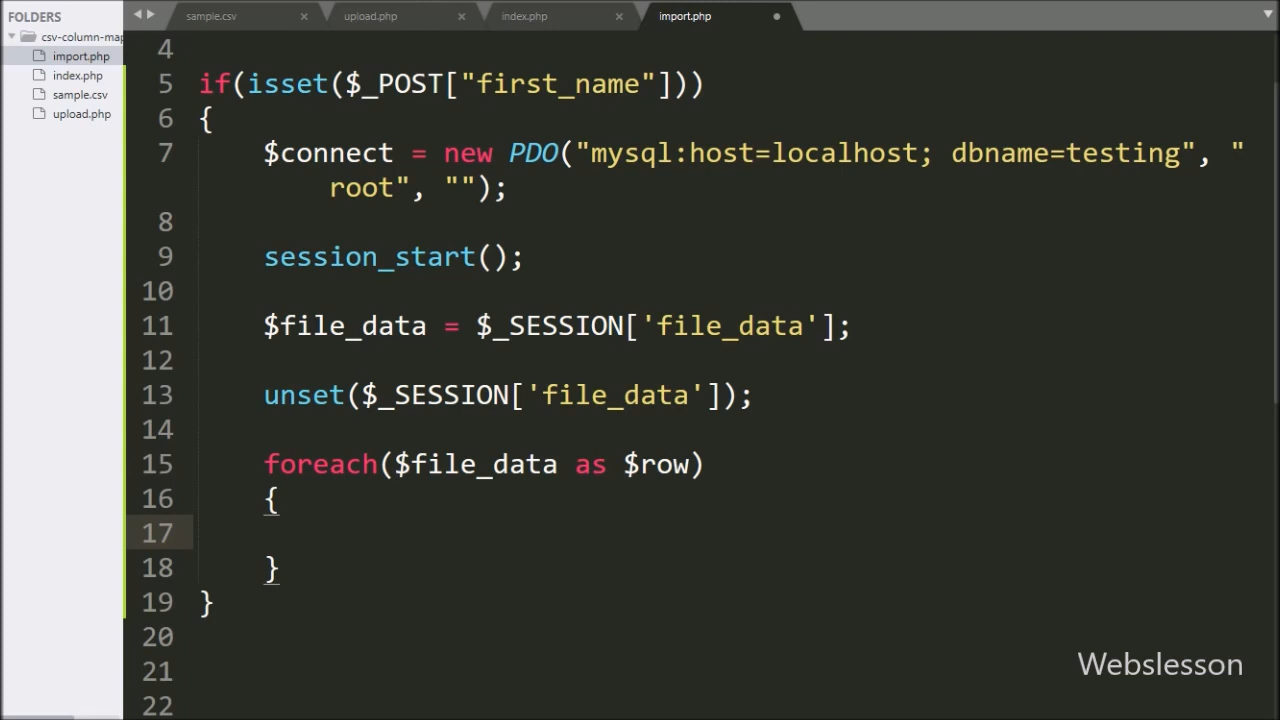 FOLDERS
csv-column-ma
import.php
index.php
sample.csv
upload.php
sample.csv ×
upload.php ×
index.php ×
import.php
4
5 if(isset($_POST["first_name"]))
6 {
7 $connect = new PDO("mysql:host=localhost; dbname=testing", "
root", "");
8
9 session_start();
10
11 $file_data = $_SESSION['file_data'];
12
13 unset($_SESSION['file_data']);
14
15 foreach($file_data as $row)
16 {
17
18 }
19 }
20
21
22
Webslesson